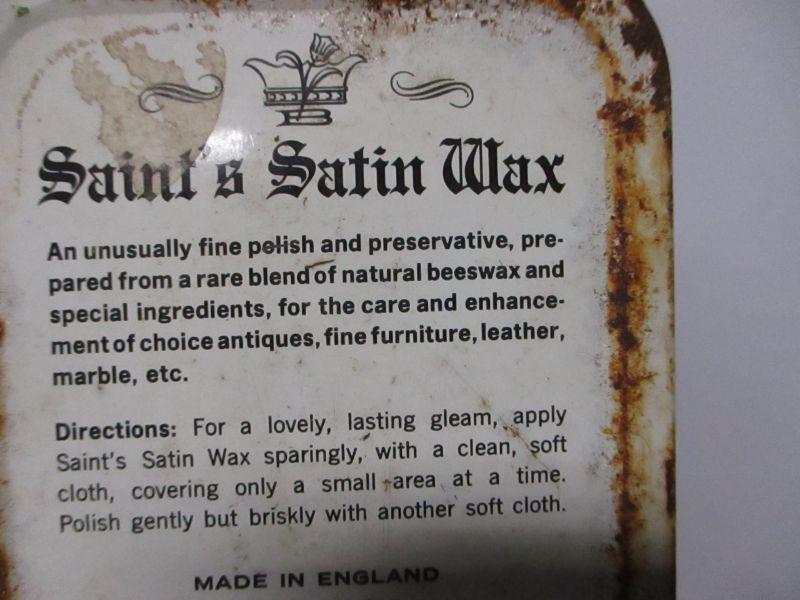 B
Saint's Satin Wax
An unusually fine polish and preservative, pre-
pared from a rare blend of natural beeswax and
special ingredients, for the care and enhance-
ment of choice antiques, fine furniture, leather,
marble, etc.
Directions: For a lovely, lasting gleam, apply
Saint's Satin Wax sparingly, with a clean, soft
cloth, covering only a small area at a time.
Polish gently but briskly with another soft cloth.
MADE IN ENGLAND